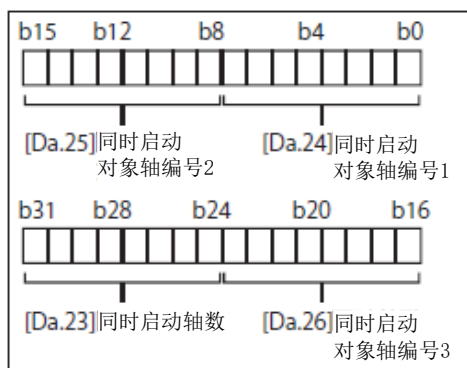 b15 b12 b8 b4 b0
[Da.25]同时启动 [Da.24]同时启动
对象轴编号2 对象轴编号1
b31 b28 b24 b20 b16
[Da.23]同时启动轴数 [Da.26]同时启动
对象轴编号3